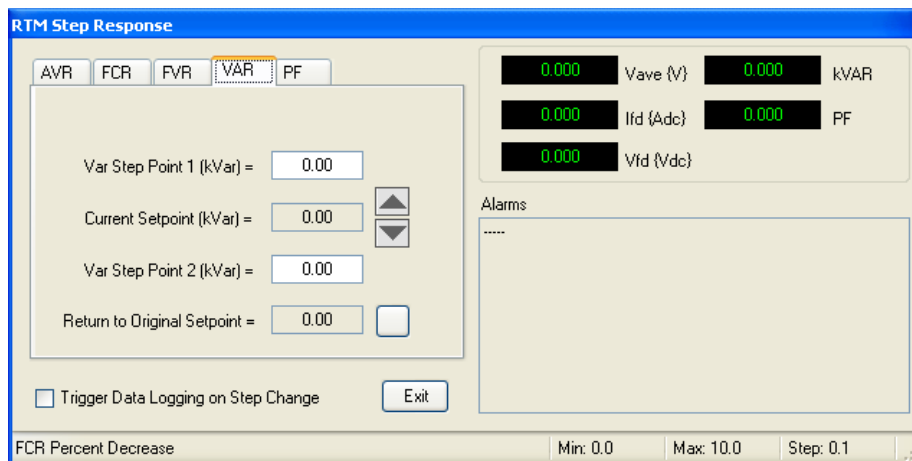 RTM Step Response
AVR FCR FVR VAR PF
Var Step Point 1 (kVar) = 0.00
Current Setpoint (kVar) = 0.00
Var Step Point 2 (kVar) = 0.00
Return to Original Setpoint = 0.00
Trigger Data Logging on Step Change
Exit
0.000 Vave {V} 0.000 kVAR
0.000 Ifd {Adc} 0.000 PF
0.000 Vfd {Vdc}
Alarms
-----
FCR Percent Decrease Min: 0.0 Max: 10.0 Step: 0.1